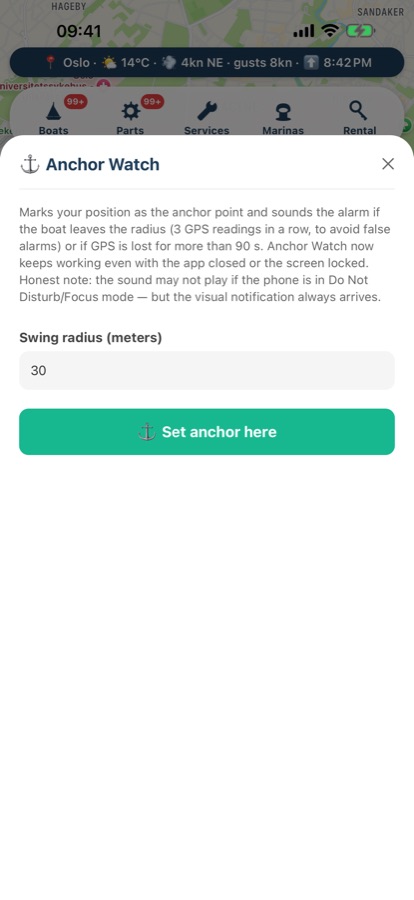 HAGEBY
SANDAKER
09:41
📍 Oslo · 🌤️ 14°C · 💨 4kn NE · gusts 8kn · ⬆️ 8:42 PM
99+
99+
Boats
Parts
Services
Marinas
Rental
⚓ Anchor Watch
Marks your position as the anchor point and sounds the alarm if
the boat leaves the radius (3 GPS readings in a row, to avoid false
alarms) or if GPS is lost for more than 90 s. Anchor Watch now
keeps working even with the app closed or the screen locked.
Honest note: the sound may not play if the phone is in Do Not
Disturb/Focus mode — but the visual notification always arrives.
Swing radius (meters)
30
⚓ Set anchor here